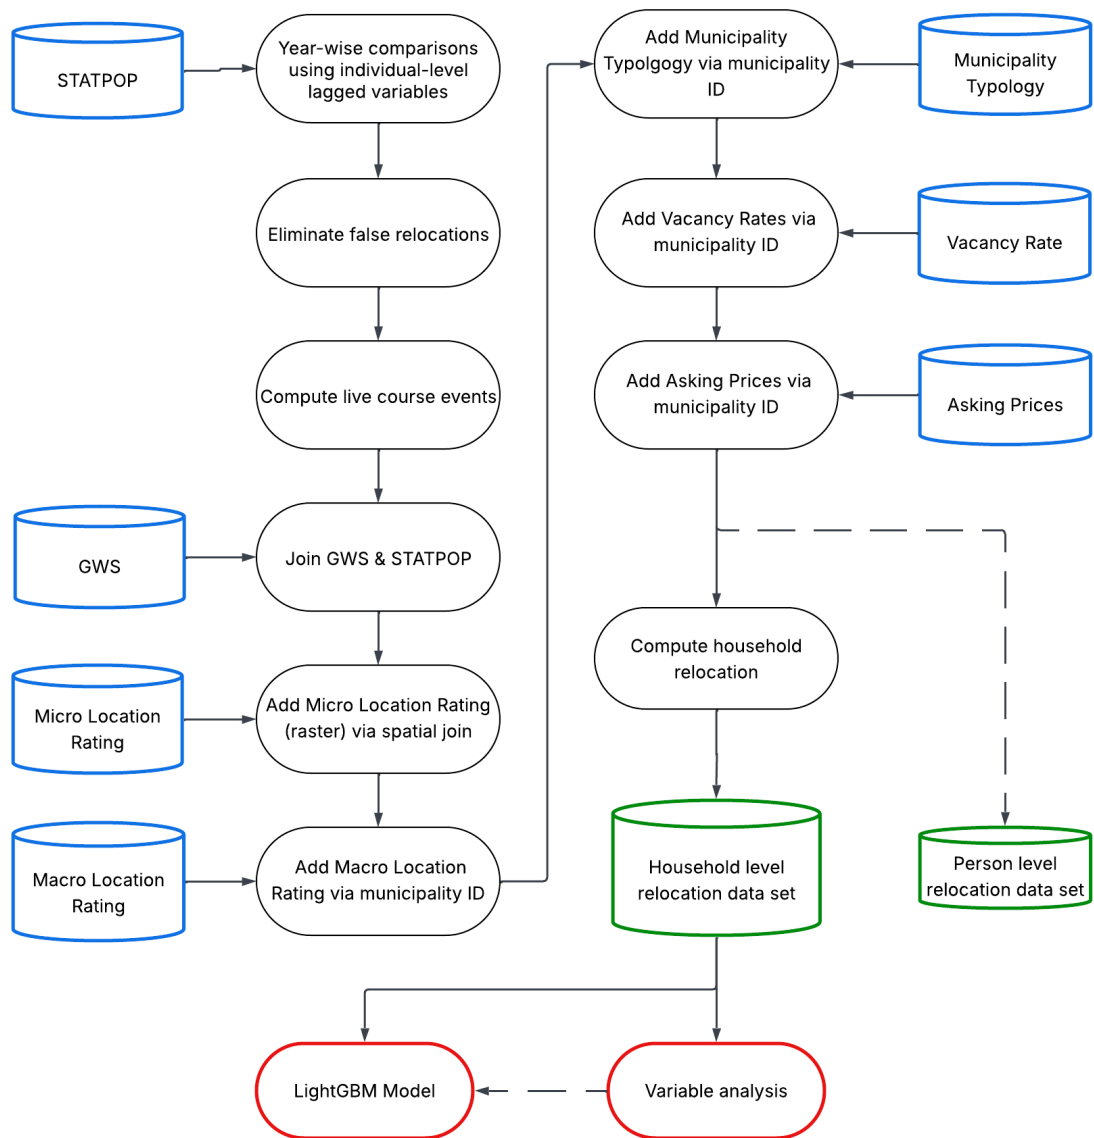 STATPOP
Year-wise comparisons
using individual-level
lagged variables
Eliminate false relocations
Compute live course events
GWS
Join GWS & STATPOP
Micro Location
Rating
Add Micro Location Rating
(raster) via spatial join
Macro Location
Rating
Add Macro Location
Rating via municipality ID
Add Municipality
Typolgogy via municipality
ID
Municipality
Typology
Add Vacancy Rates via
municipality ID
Vacancy Rate
Add Asking Prices via
municipality ID
Asking Prices
Compute household
relocation
Household level
relocation data set
Person level
relocation data set
LightGBM Model
Variable analysis